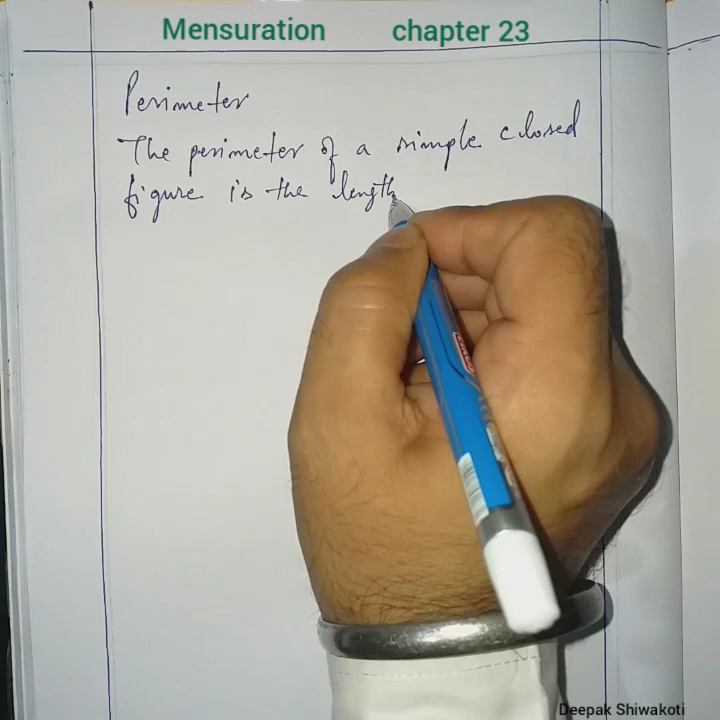 Mensuration chapter 23
Perimeter
The perimeter of a simple closed
figure is the length
Deepak Shiwakoti